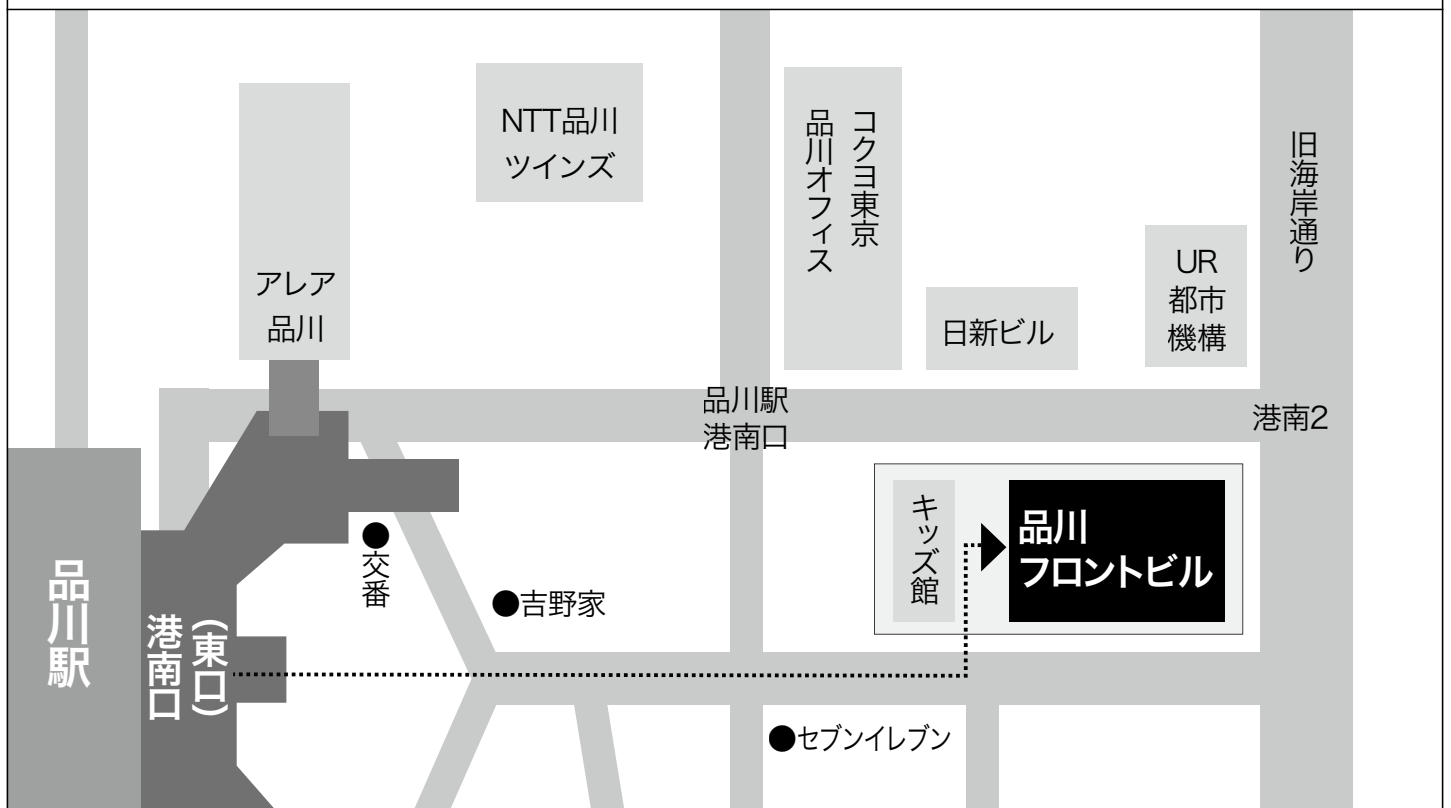 NTT品川
ツインズ
コクヨ東京
品川オフィス
旧海岸通り
UR
都市
機構
アレア
品川
日新ビル
品川駅
港南口
港南2
キッズ館
品川
フロントビル
●交番
●吉野家
品川駅
港南口
(東口)
●セブンイレブン